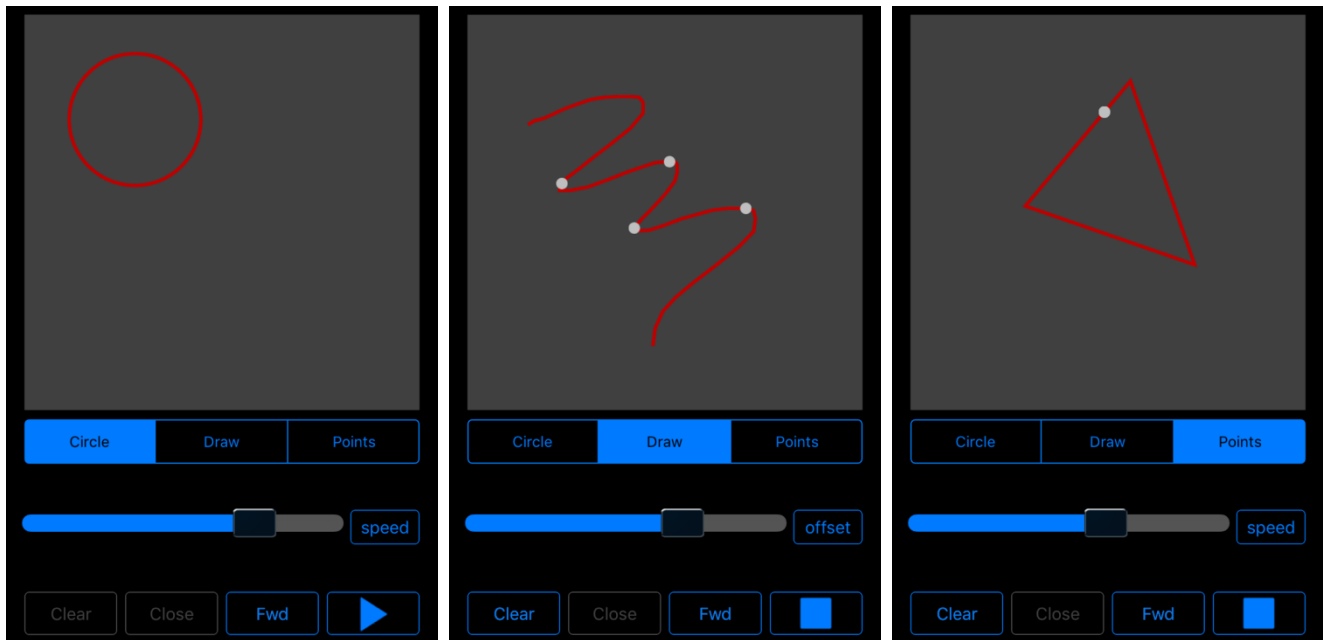 Circle Draw Points
speed
Clear Close Fwd
Circle Draw Points
offset
Clear Close Fwd
Circle Draw Points
speed
Clear Close Fwd